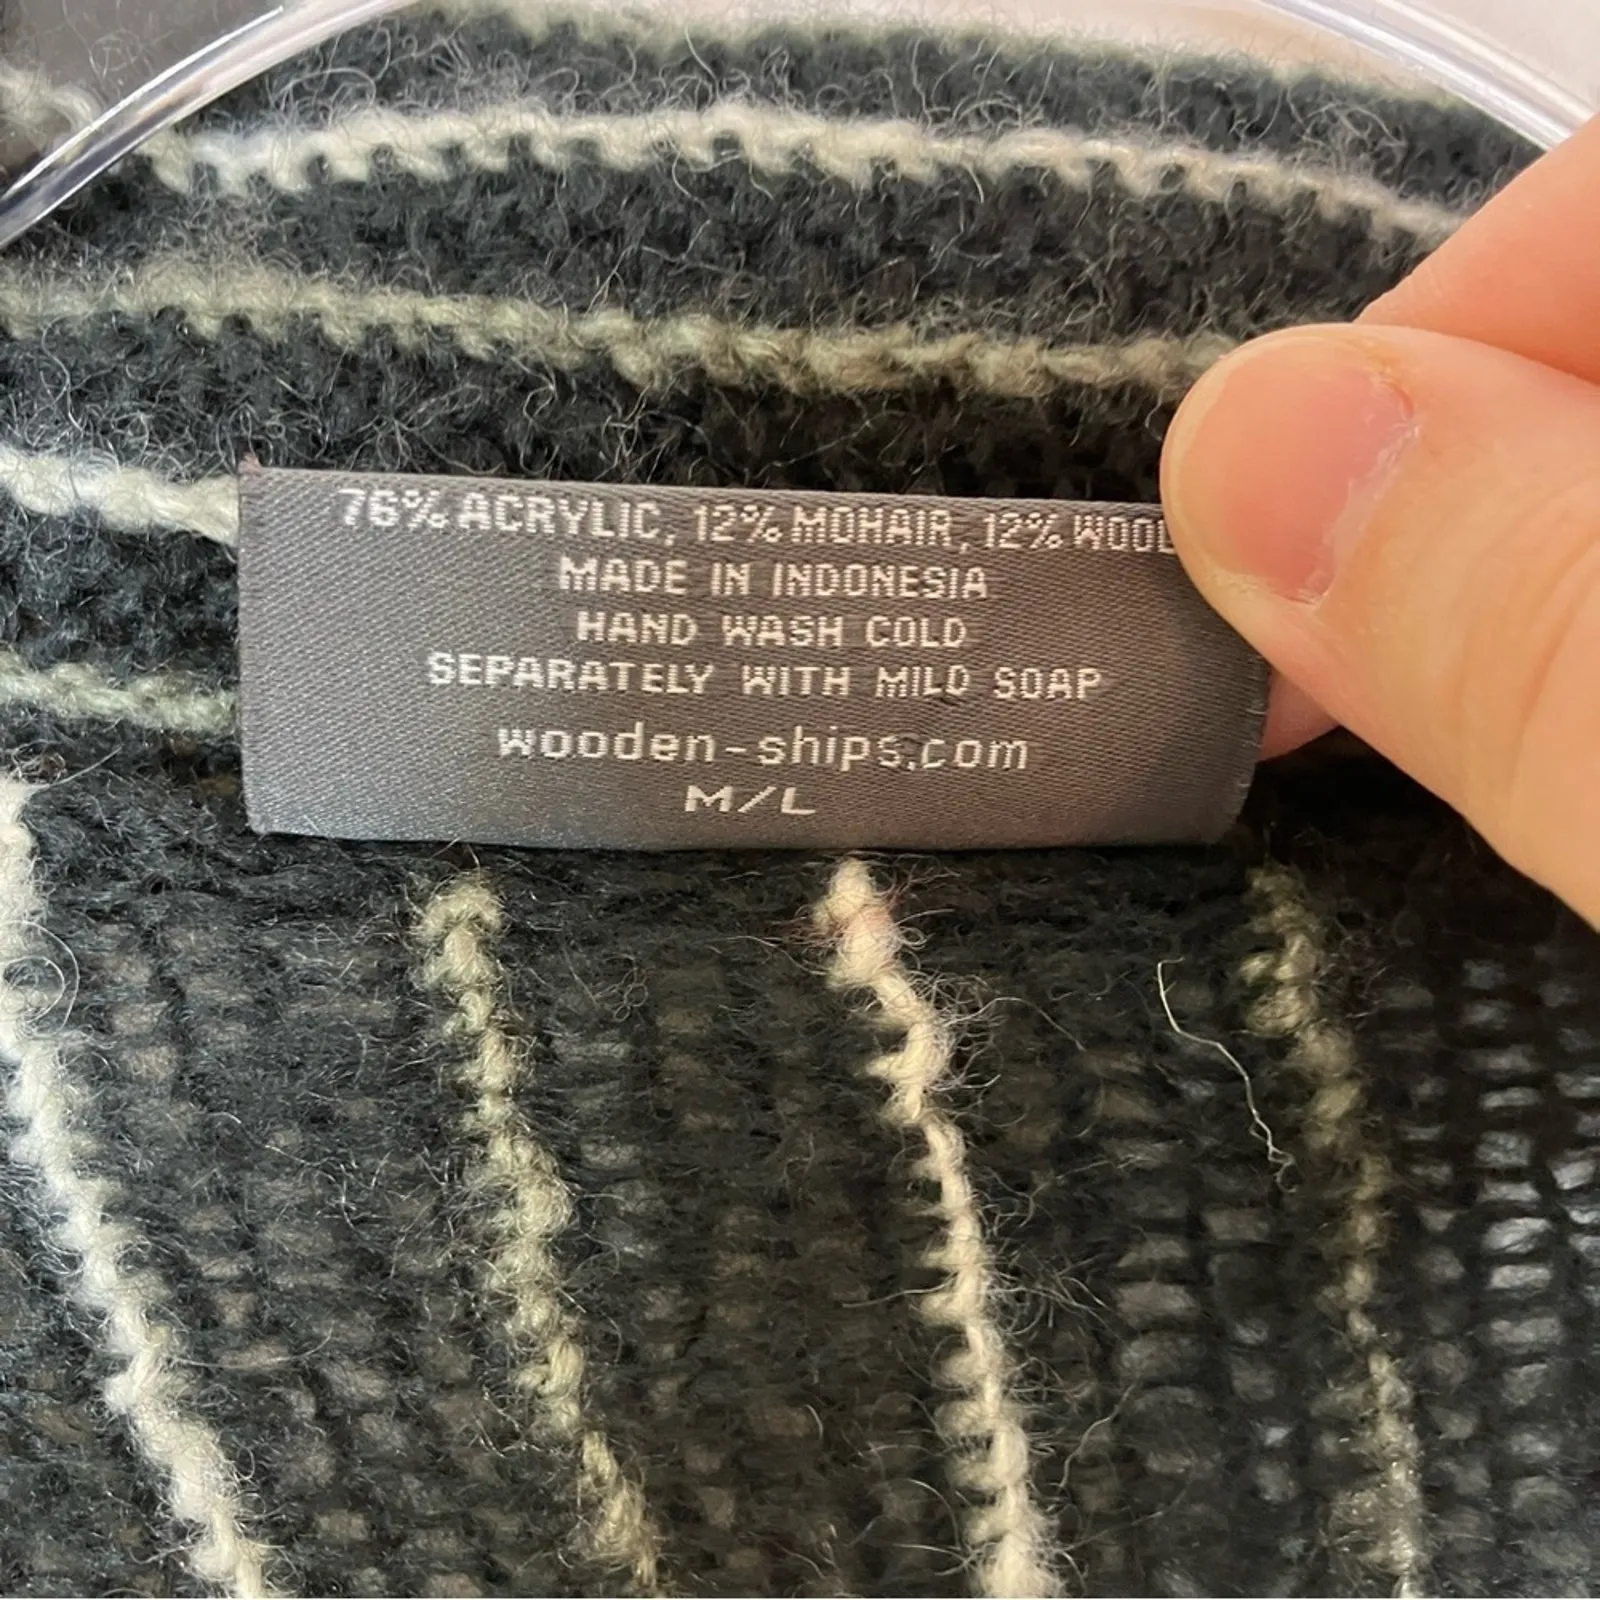 76% ACRYLIC, 12% MOHAIR, 12% WOOL
MADE IN INDONESIA
HAND WASH COLD
SEPARATELY WITH MILD SOAP
wooden-ships.com
M/L